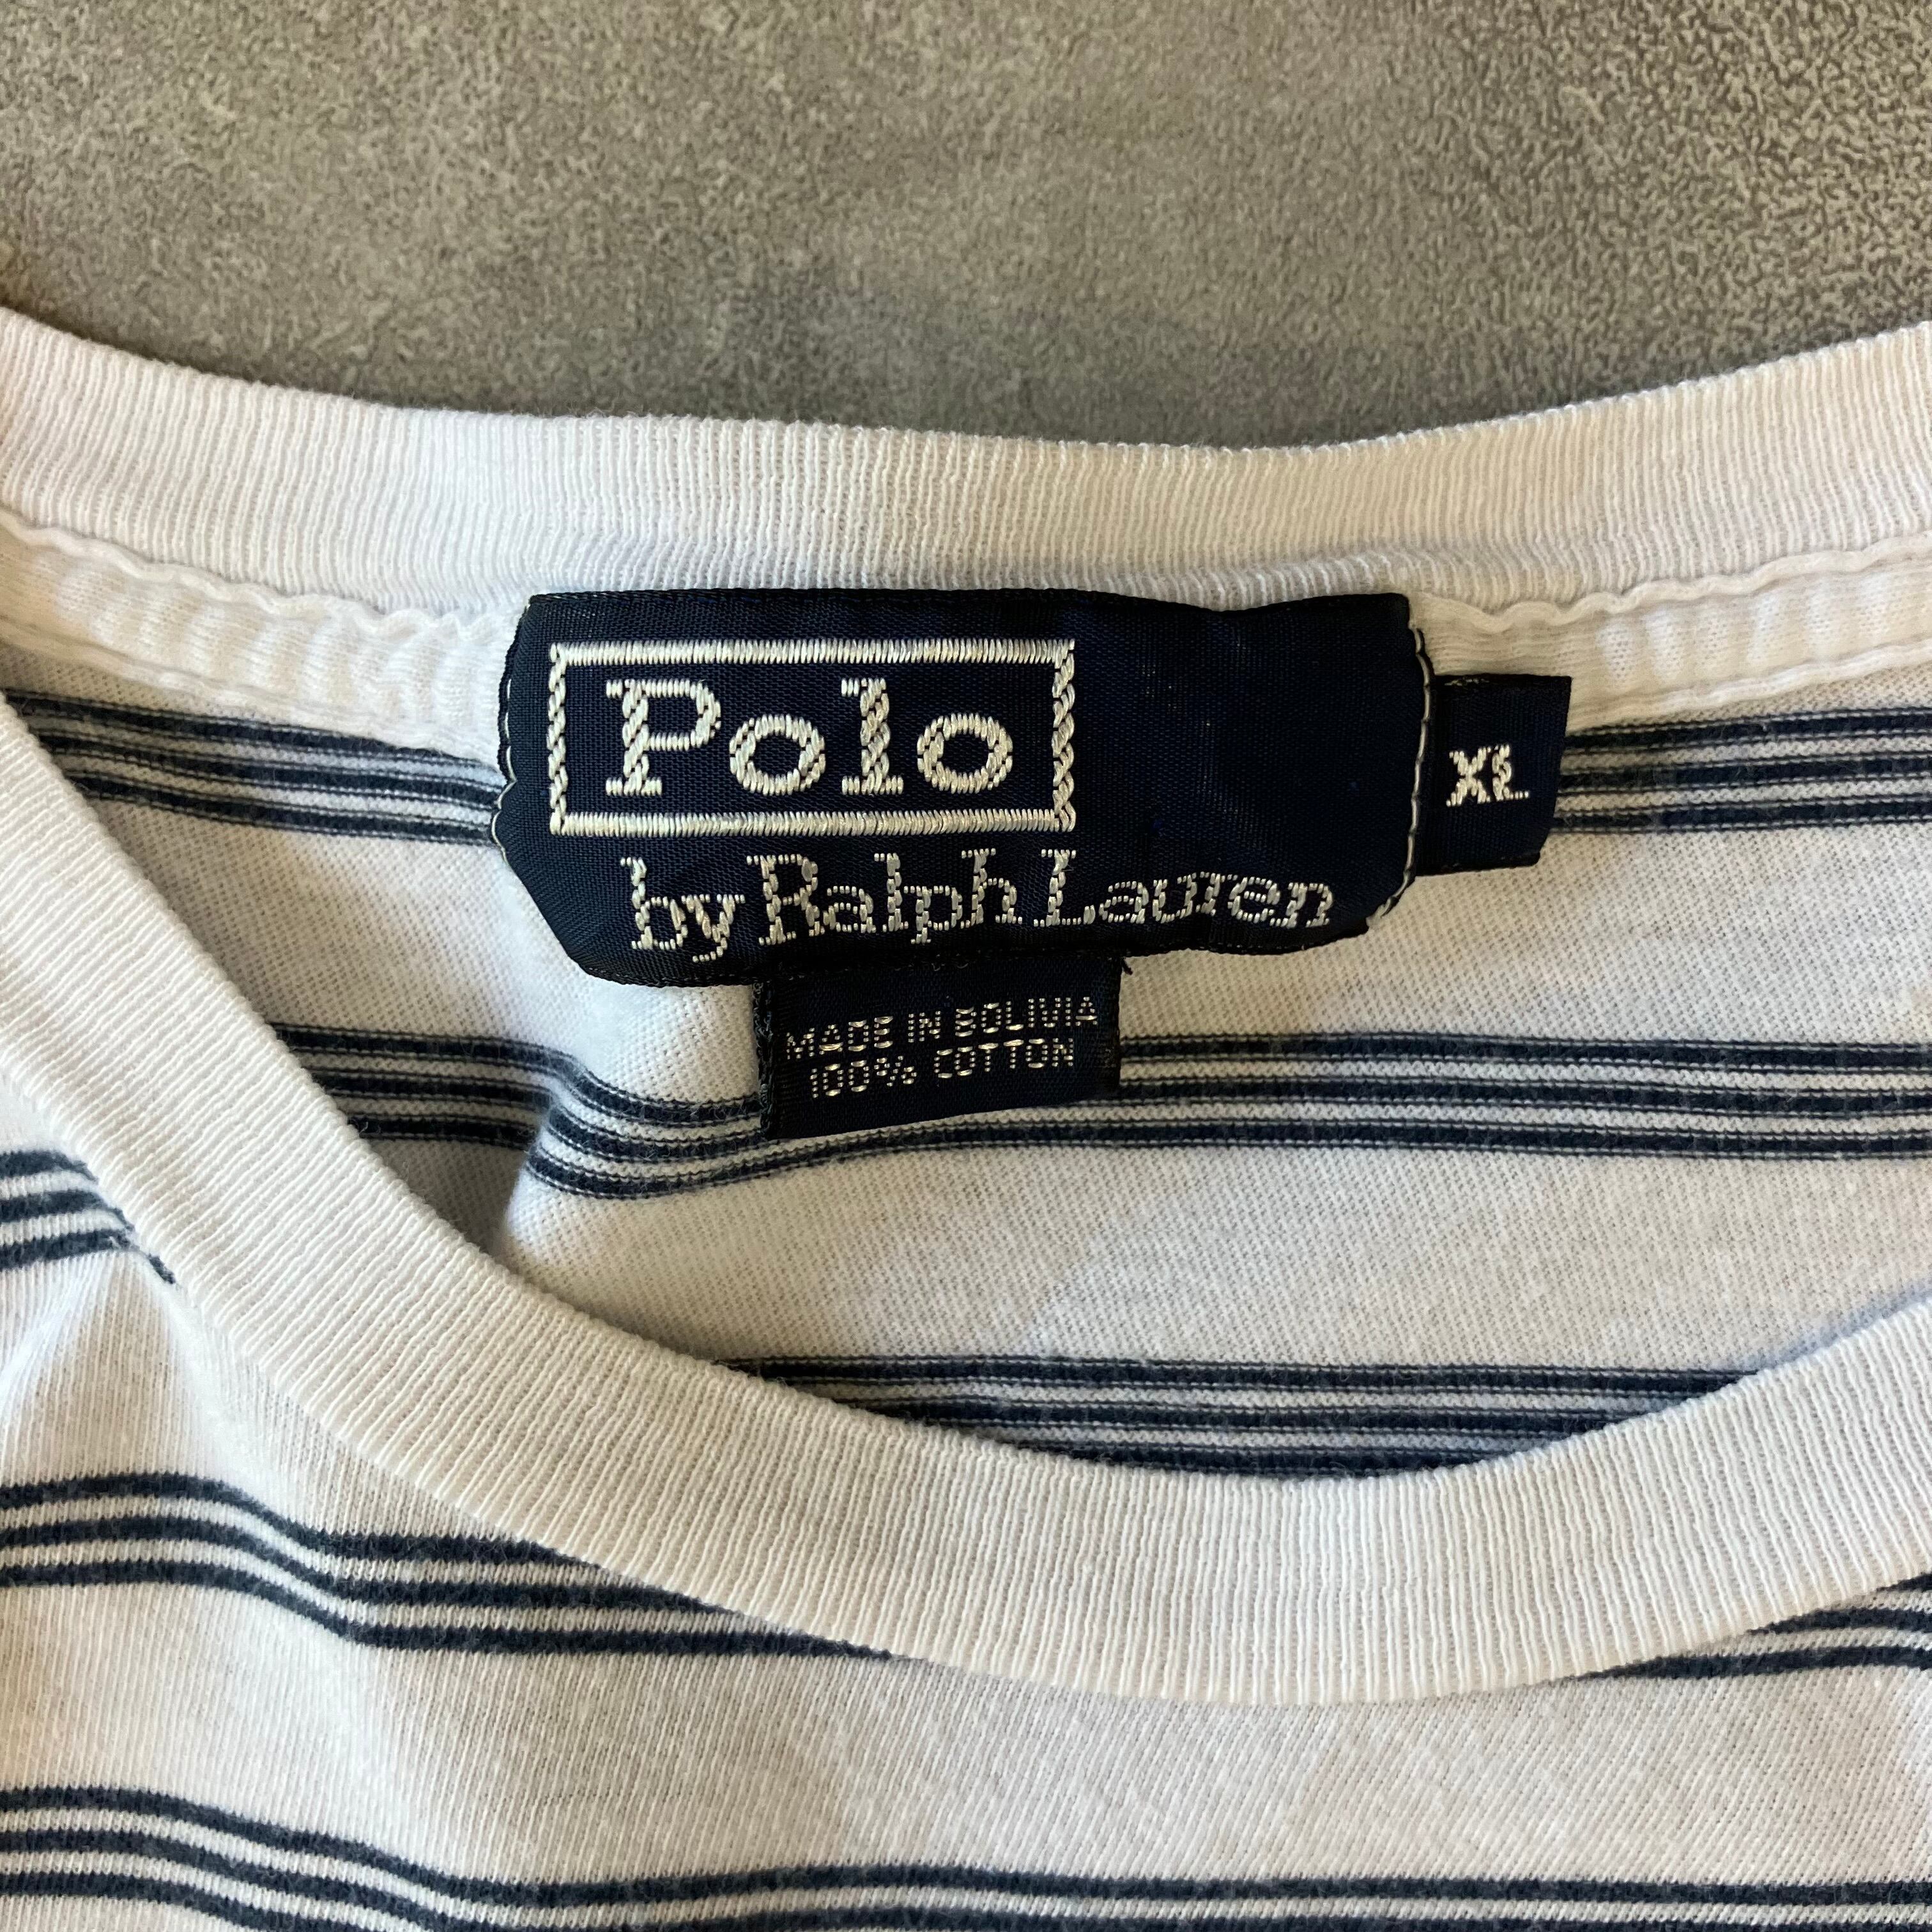 Polo
by Ralph Lauren
XL
MADE IN BOLIVIA
100% COTTON